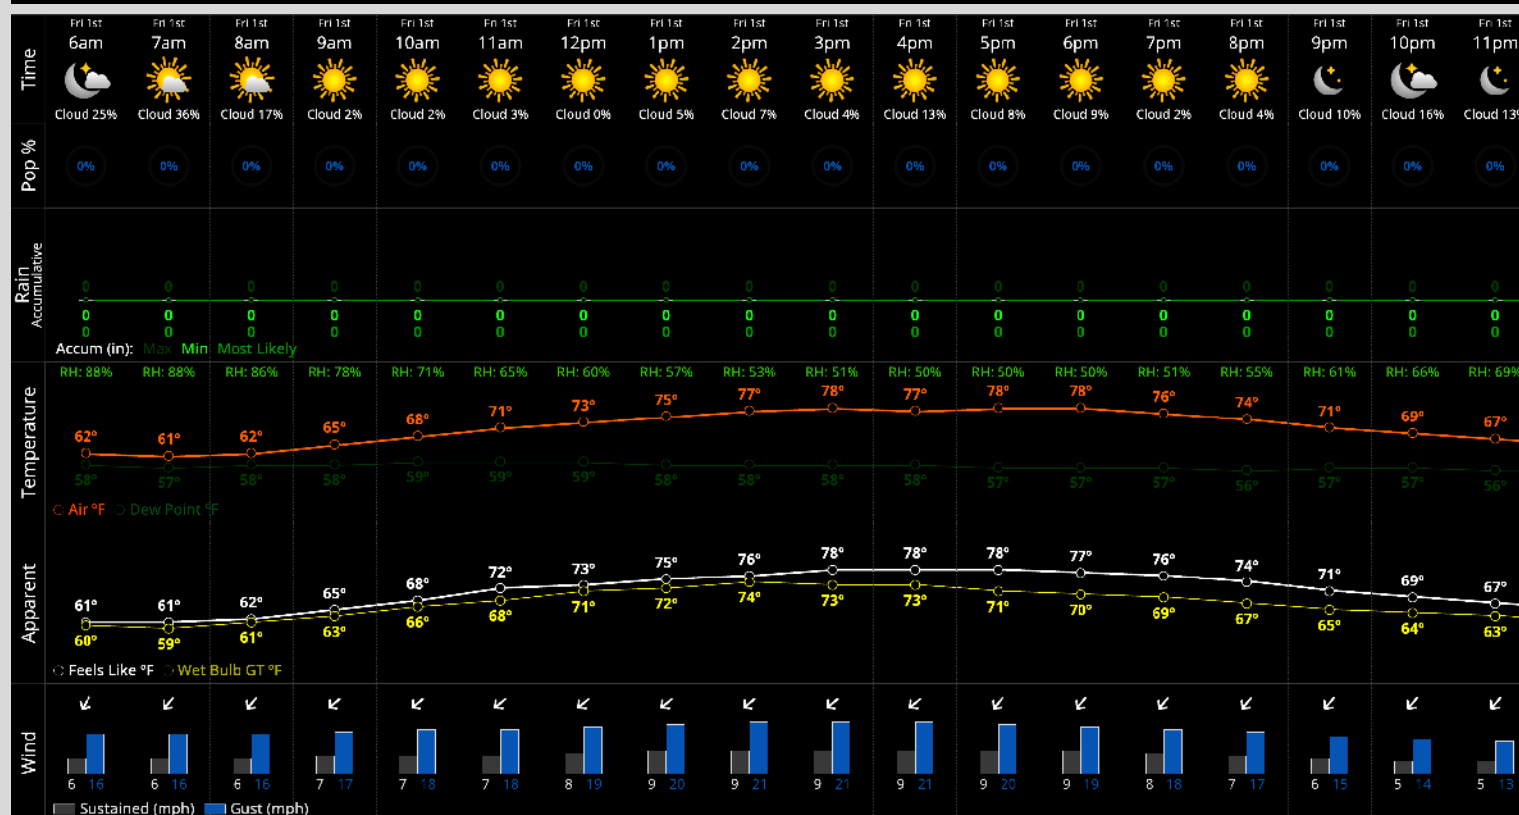 Time
Fri 1st Fri 1st Fri 1st Fri 1st Fri 1st Fri 1st Fri 1st Fri 1st Fri 1st Fri 1st Fri 1st Fri 1st Fri 1st Fri 1st Fri 1st Fri 1st Fri 1st Fri 1st
6am 7am 8am 9am 10am 11am 12pm 1pm 2pm 3pm 4pm 5pm 6pm 7pm 8pm 9pm 10pm 11pm
Cloud 25% Cloud 36% Cloud 17% Cloud 2% Cloud 2% Cloud 3% Cloud 0% Cloud 5% Cloud 7% Cloud 4% Cloud 13% Cloud 8% Cloud 9% Cloud 2% Cloud 4% Cloud 10% Cloud 16% Cloud 13%
Pop %
0% 0% 0% 0% 0% 0% 0% 0% 0% 0% 0% 0% 0% 0% 0% 0% 0% 0%
Rain
Accumulative
0 0 0 0 0 0 0 0 0 0 0 0 0 0 0 0 0 0
0 0 0 0 0 0 0 0 0 0 0 0 0 0 0 0 0 0
0 0 0 0 0 0 0 0 0 0 0 0 0 0 0 0 0 0
Accum (in): Max Min Most Likely
Temperature
RH: 88% RH: 88% RH: 86% RH: 78% RH: 71% RH: 65% RH: 60% RH: 57% RH: 53% RH: 51% RH: 50% RH: 50% RH: 50% RH: 51% RH: 55% RH: 61% RH: 66% RH: 69%
62° 61° 62° 65° 68° 71° 73° 75° 77° 78° 77° 78° 78° 76° 74° 71° 69° 67°
58° 57° 58° 58° 59° 59° 59° 58° 58° 58° 58° 57° 57° 57° 56° 57° 57° 56°
Air ºF Dew Point ºF
Apparent
61° 61° 62° 65° 68° 72° 73° 75° 76° 78° 78° 78° 77° 76° 74° 71° 69° 67°
60° 59° 61° 63° 66° 68° 71° 72° 74° 73° 73° 71° 70° 69° 67° 65° 64° 63°
Feels Like ºF Wet Bulb GT ºF
Wind
6 16 6 16 6 16 7 17 7 18 7 18 8 19 9 20 9 21 9 21 9 21 9 20 9 19 8 18 7 17 6 15 5 14 5 13
Sustained (mph) Gust (mph)